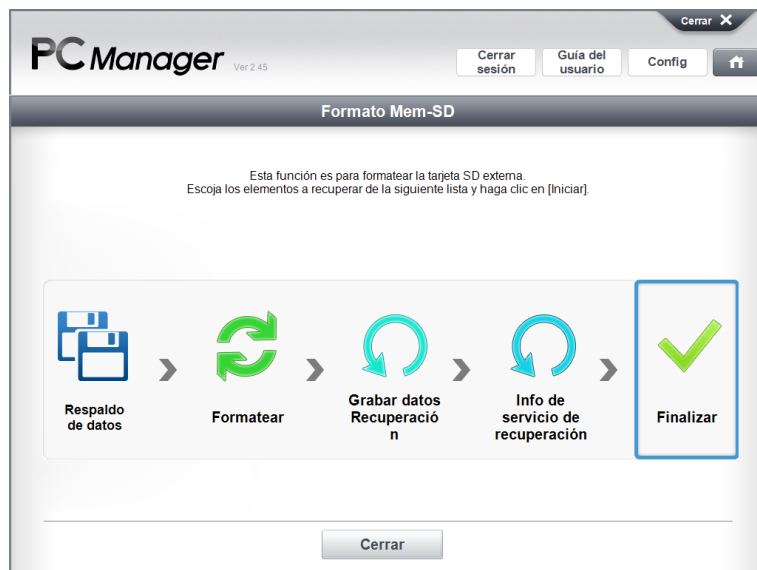 Cerrar
PC Manager Ver 2.45
Cerrar
sesión
Guía del
usuario
Config
Formato Mem-SD
Esta función es para formatear la tarjeta SD externa.
Escoja los elementos a recuperar de la siguiente lista y haga clic en [Iniciar].
Respaldo
de datos
Formatear
Grabar datos
Recuperació
n
Info de
servicio de
recuperación
Finalizar
Cerrar